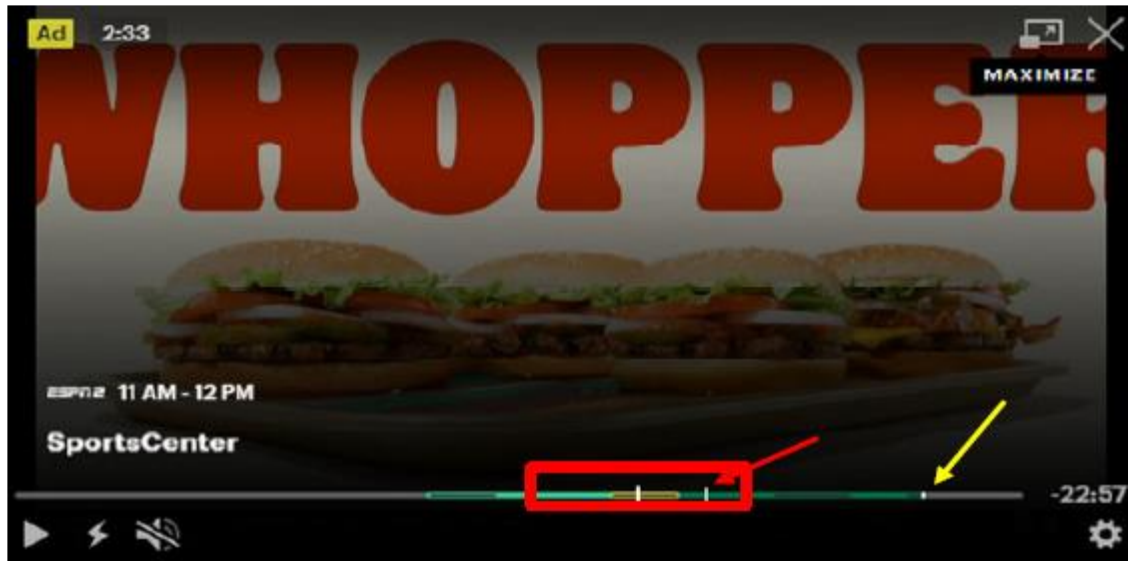 Ad 2:33
MAXIMIZE
WHOPPER
ESPN2 11 AM - 12 PM
SportsCenter
-22:57